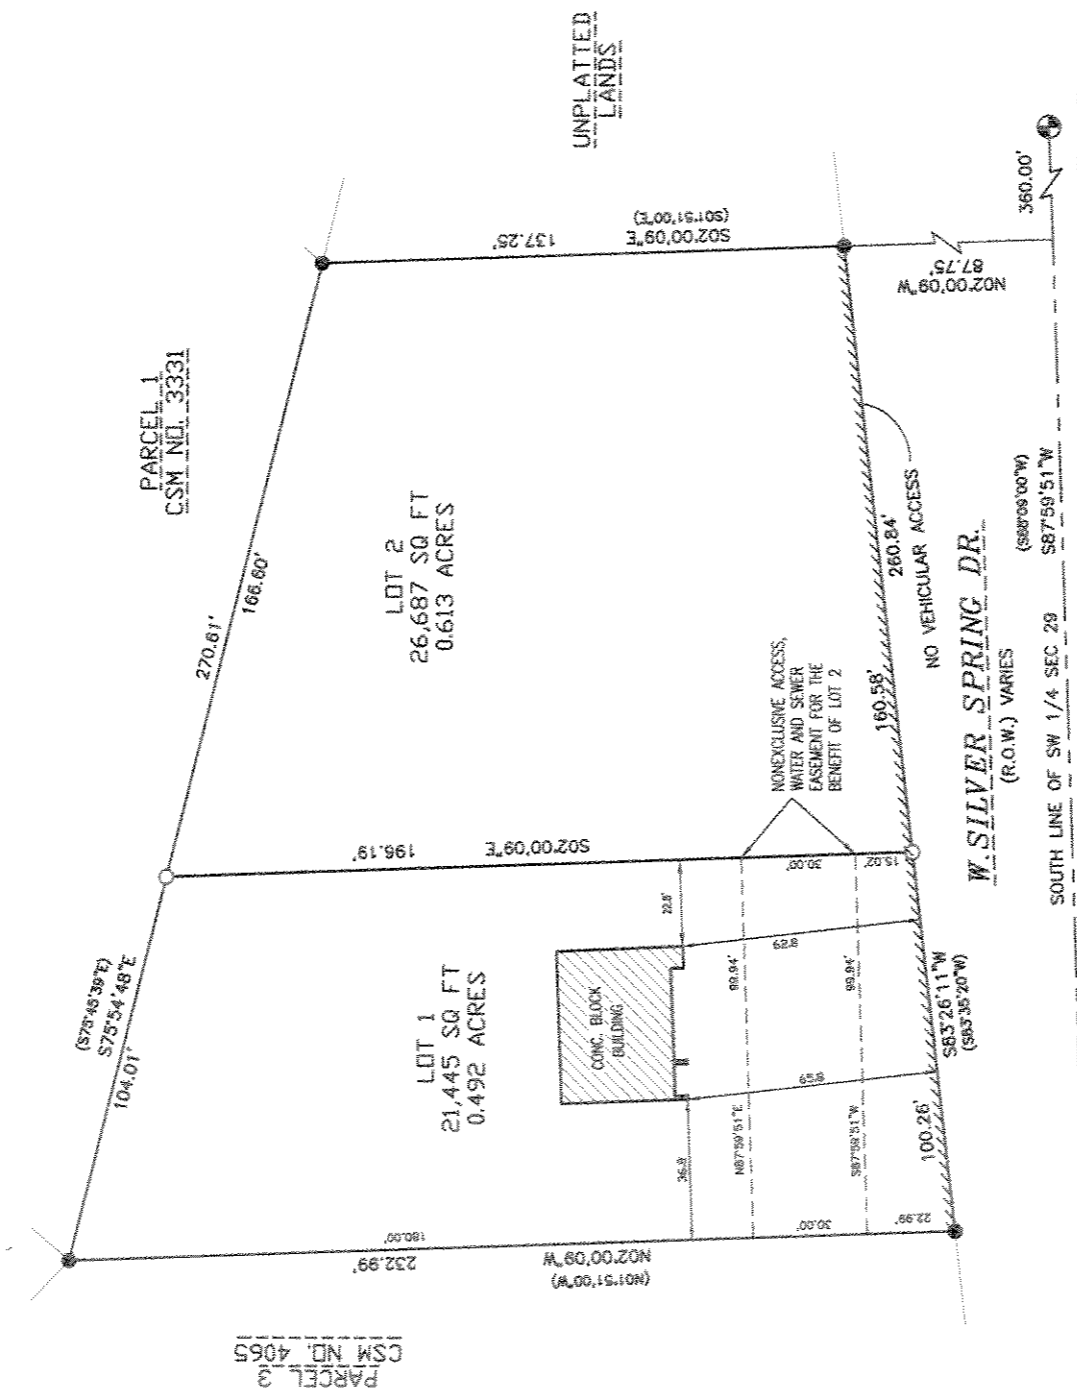 UNPLATTED
LANDS
PARCEL 1
CSM NO. 3331
PARCEL 3
CSM NO. 4065
270.61'
166.60'
(S75°45'39"E)
S75°54'48"E
104.01'
137.25'
S02°00'09"E
(S01°51'00"E)
LOT 2
26,687 SQ FT
0.613 ACRES
LOT 1
21,445 SQ FT
0.492 ACRES
196.19'
S02°00'09"E
CONC. BLOCK
BUILDING
22.8'
180.00'
232.99'
N02°00'09"W
(N01°51'00"W)
NONEXCLUSIVE ACCESS,
WATER AND SEWER
EASEMENT FOR THE
BENEFIT OF LOT 2
30.00'
15.02'
99.94'
99.94'
N87°59'51"E
S87°59'51"W
30.00'
22.99'
100.26'
160.58'
260.84'
S83°26'11"W
(S83°35'20"W)
NO VEHICULAR ACCESS
N02°00'09"W
87.75'
360.00'
W. SILVER SPRING DR.
(R.O.W.) VARIES
(S88°09'00"W)
SOUTH LINE OF SW 1/4 SEC 29
S87°59'51"W